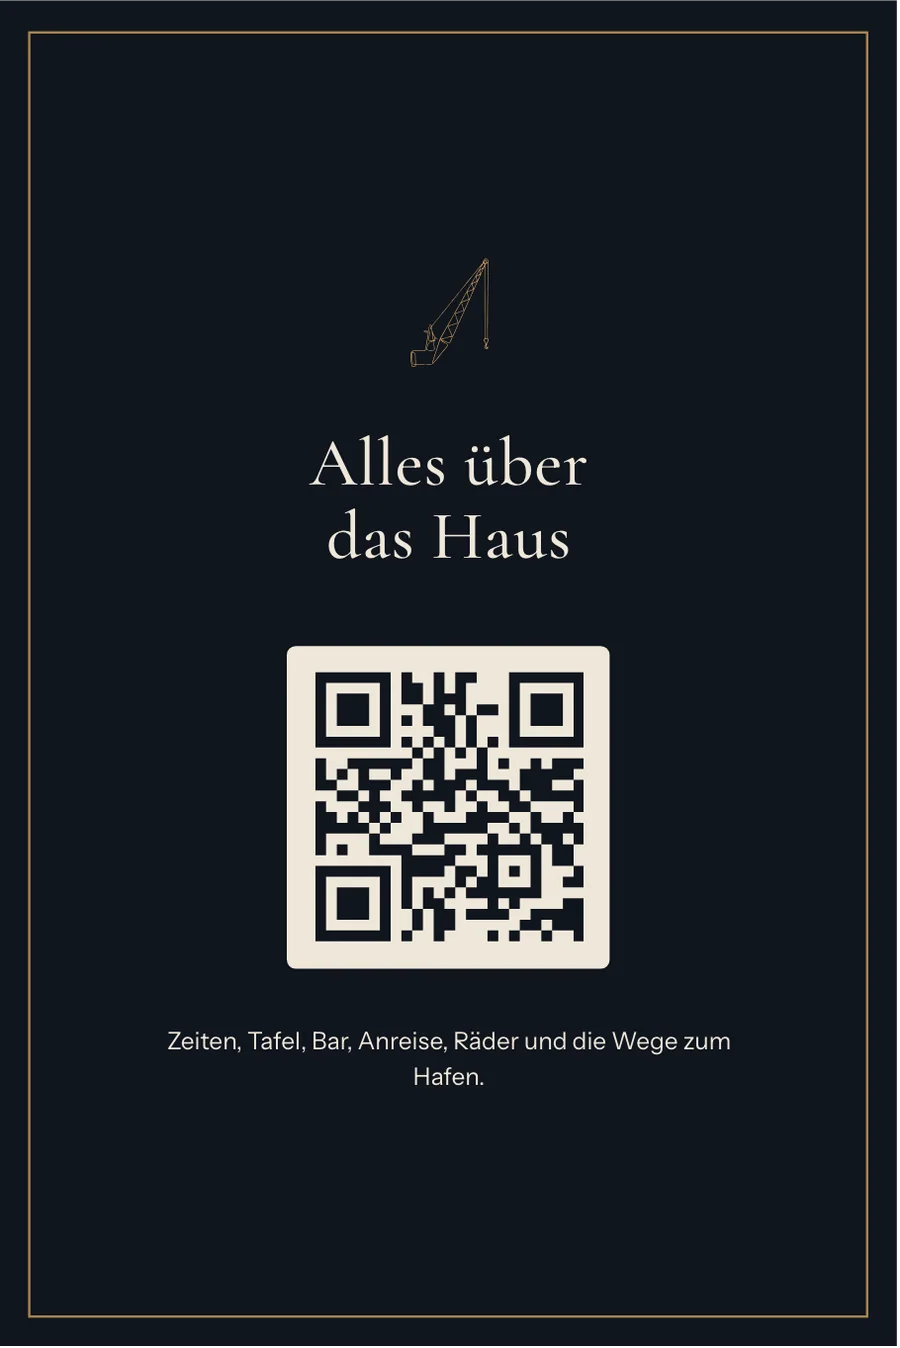 Alles über
das Haus
Zeiten, Tafel, Bar, Anreise, Räder und die Wege zum
Hafen.